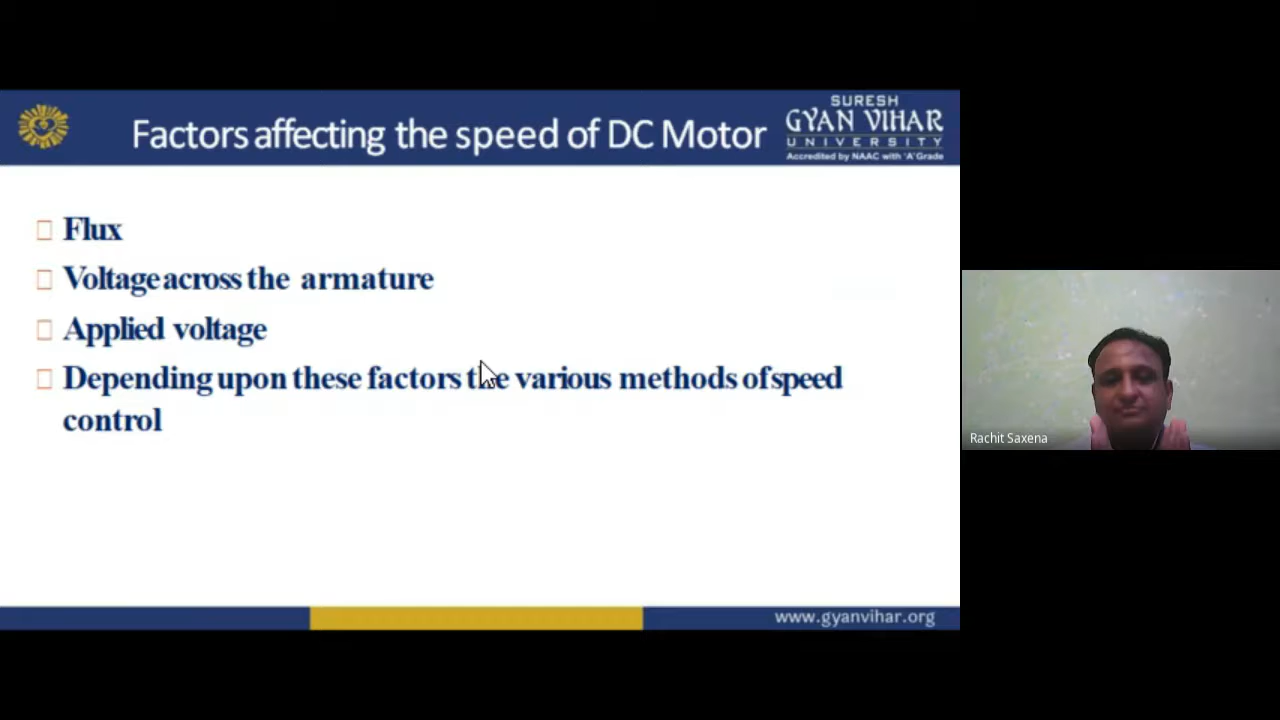 Factors affecting the speed of DC Motor
SURESH
GYAN VIHAR
UNIVERSITY
Accredited by NAAC with 'A' Grade
Flux
Voltage across the armature
Applied voltage
Depending upon these factors the various methods of speed
control
Rachit Saxena
www.gyanvihar.org